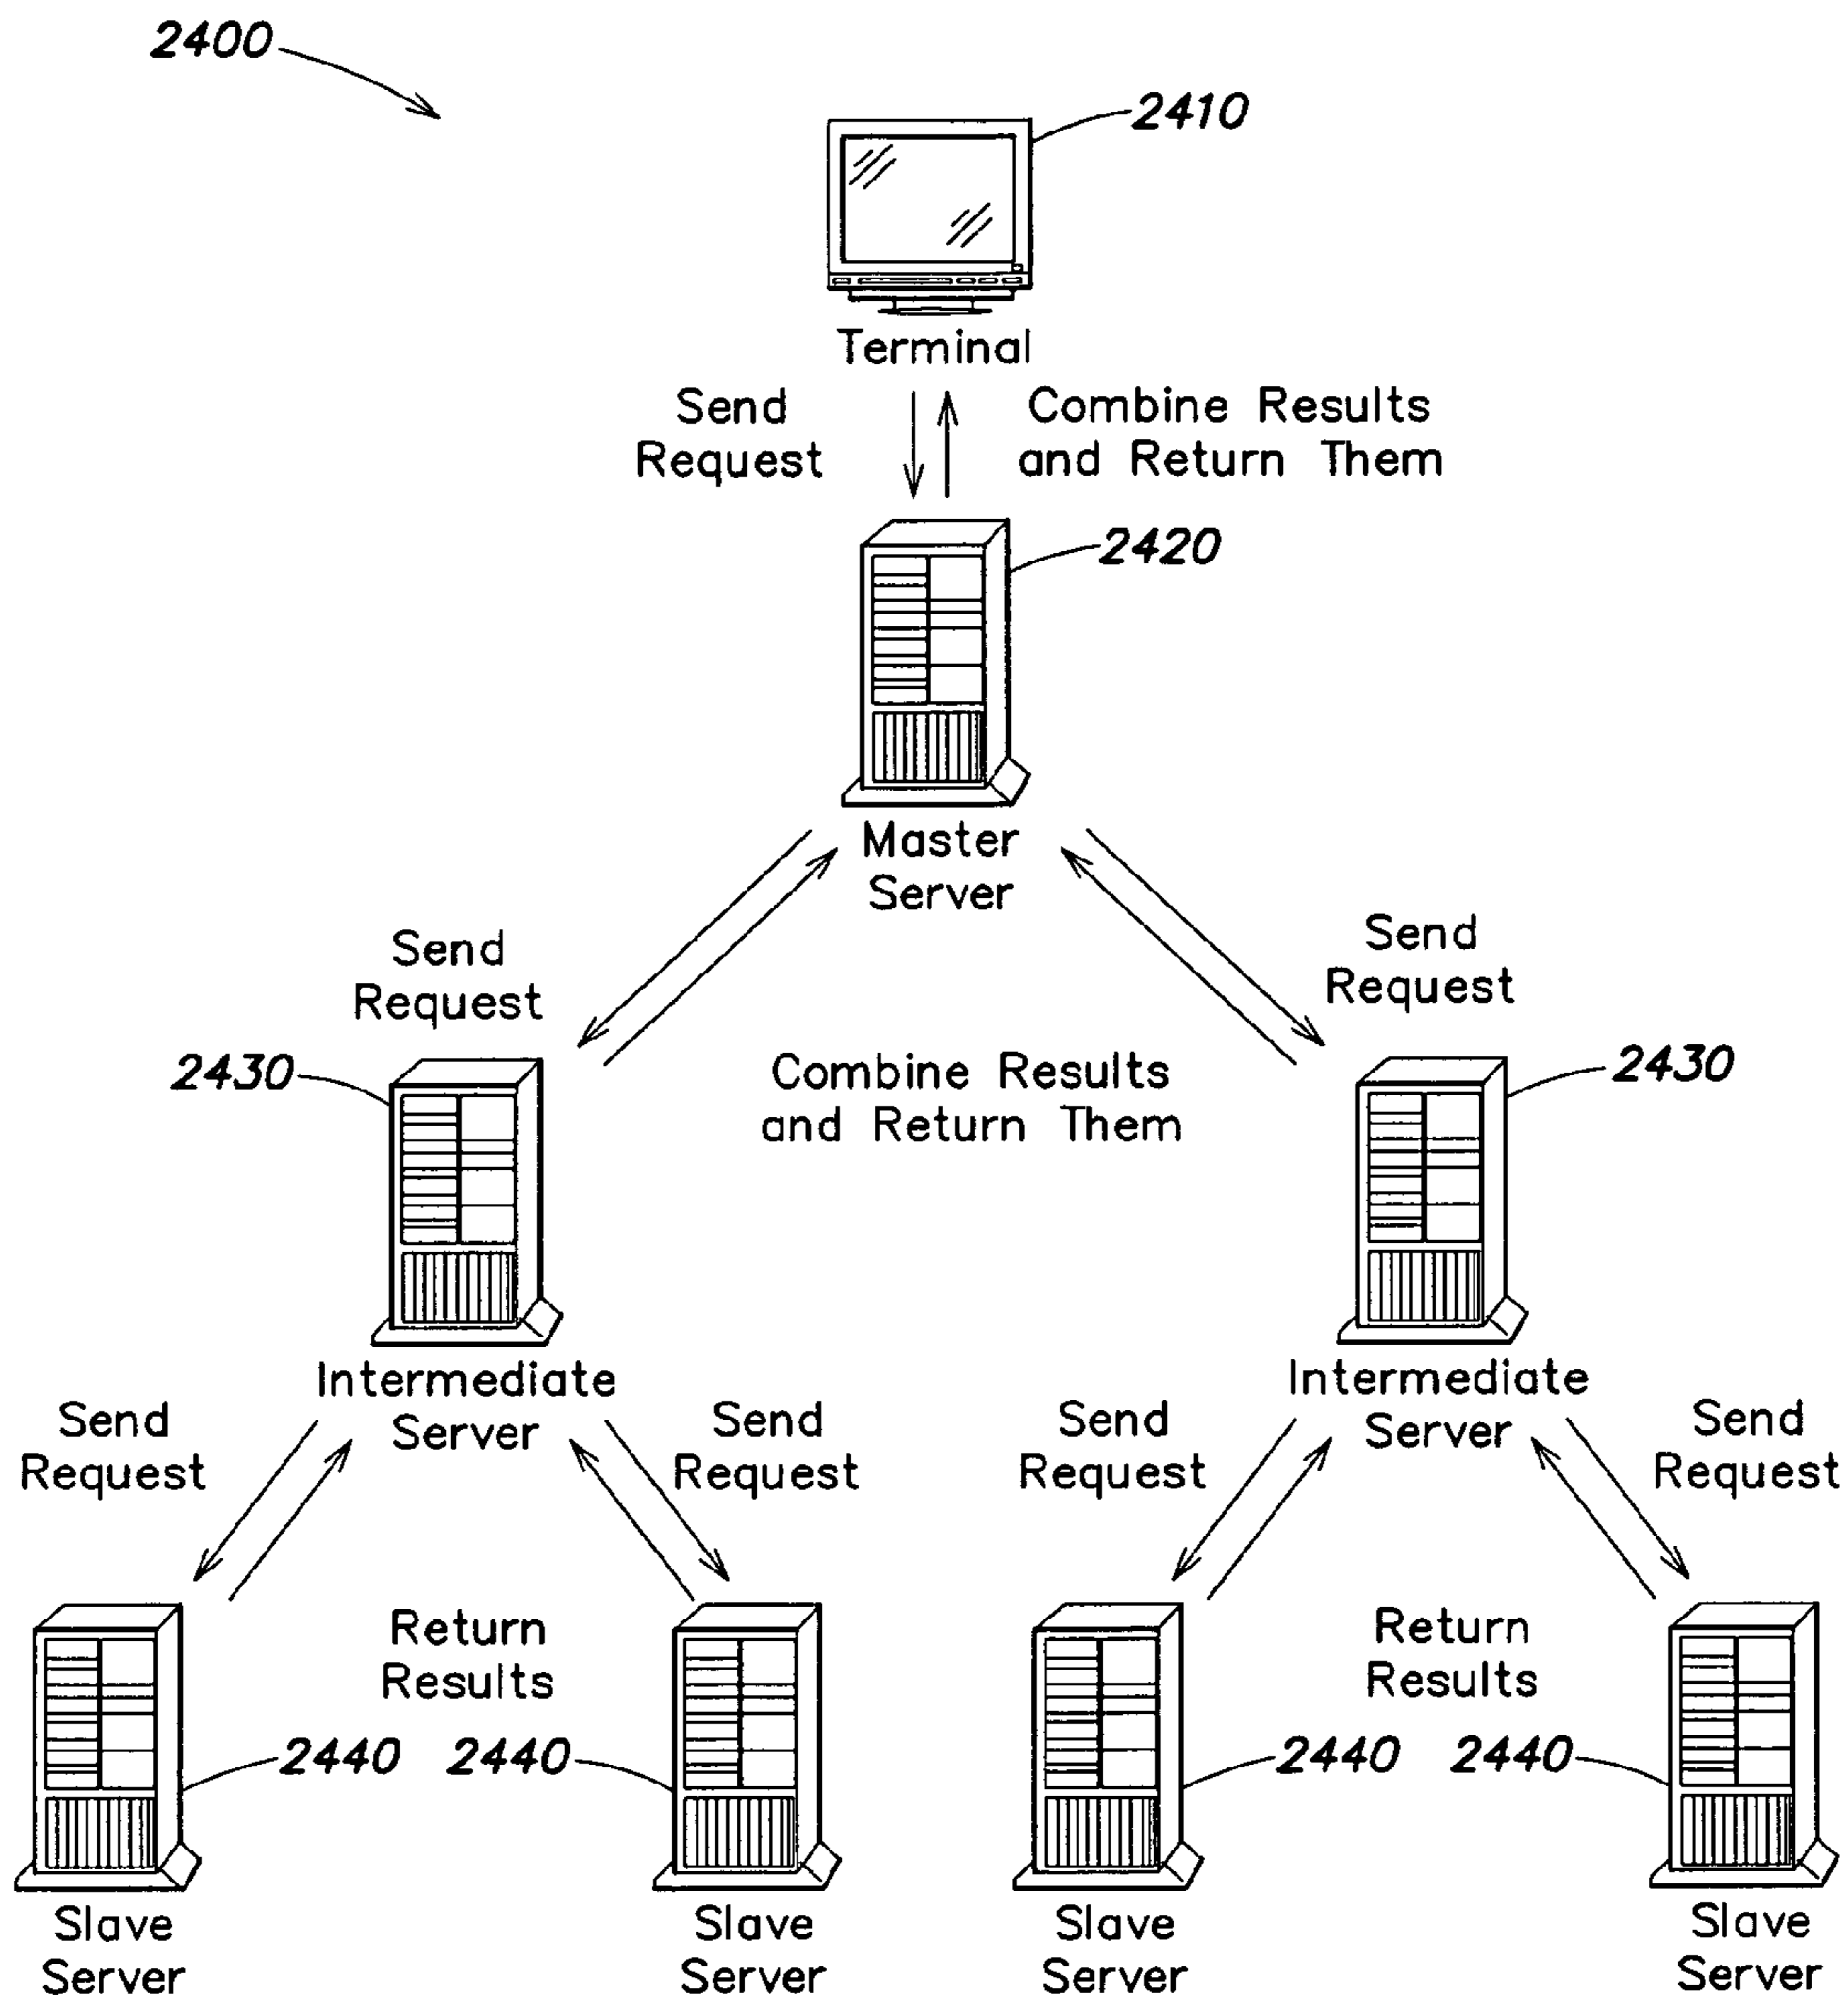 2400
2410
Terminal
Send
Request
Combine Results
and Return Them
2420
Master
Server
Send
Request
Send
Request
2430
Combine Results
and Return Them
2430
Intermediate
Server
Intermediate
Server
Send
Request
Send
Request
Send
Request
Send
Request
Return
Results
Return
Results
2440
2440
2440
2440
Slave
Server
Slave
Server
Slave
Server
Slave
Server